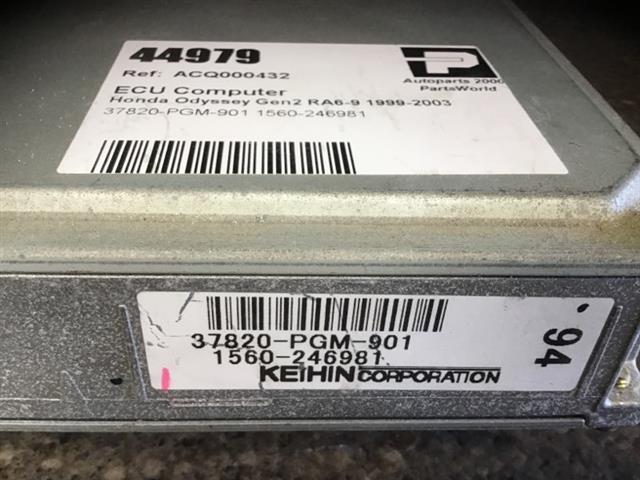 44979
Ref: ACQ000432
ECU Computer
Honda Odyssey Gen2 RA6-9 1999-2003
37820-PGM-901 1560-246981
Autoparts 2000
PartsWorld
37820-PGM-901
1560-246981
KEIHIN CORPORATION
94